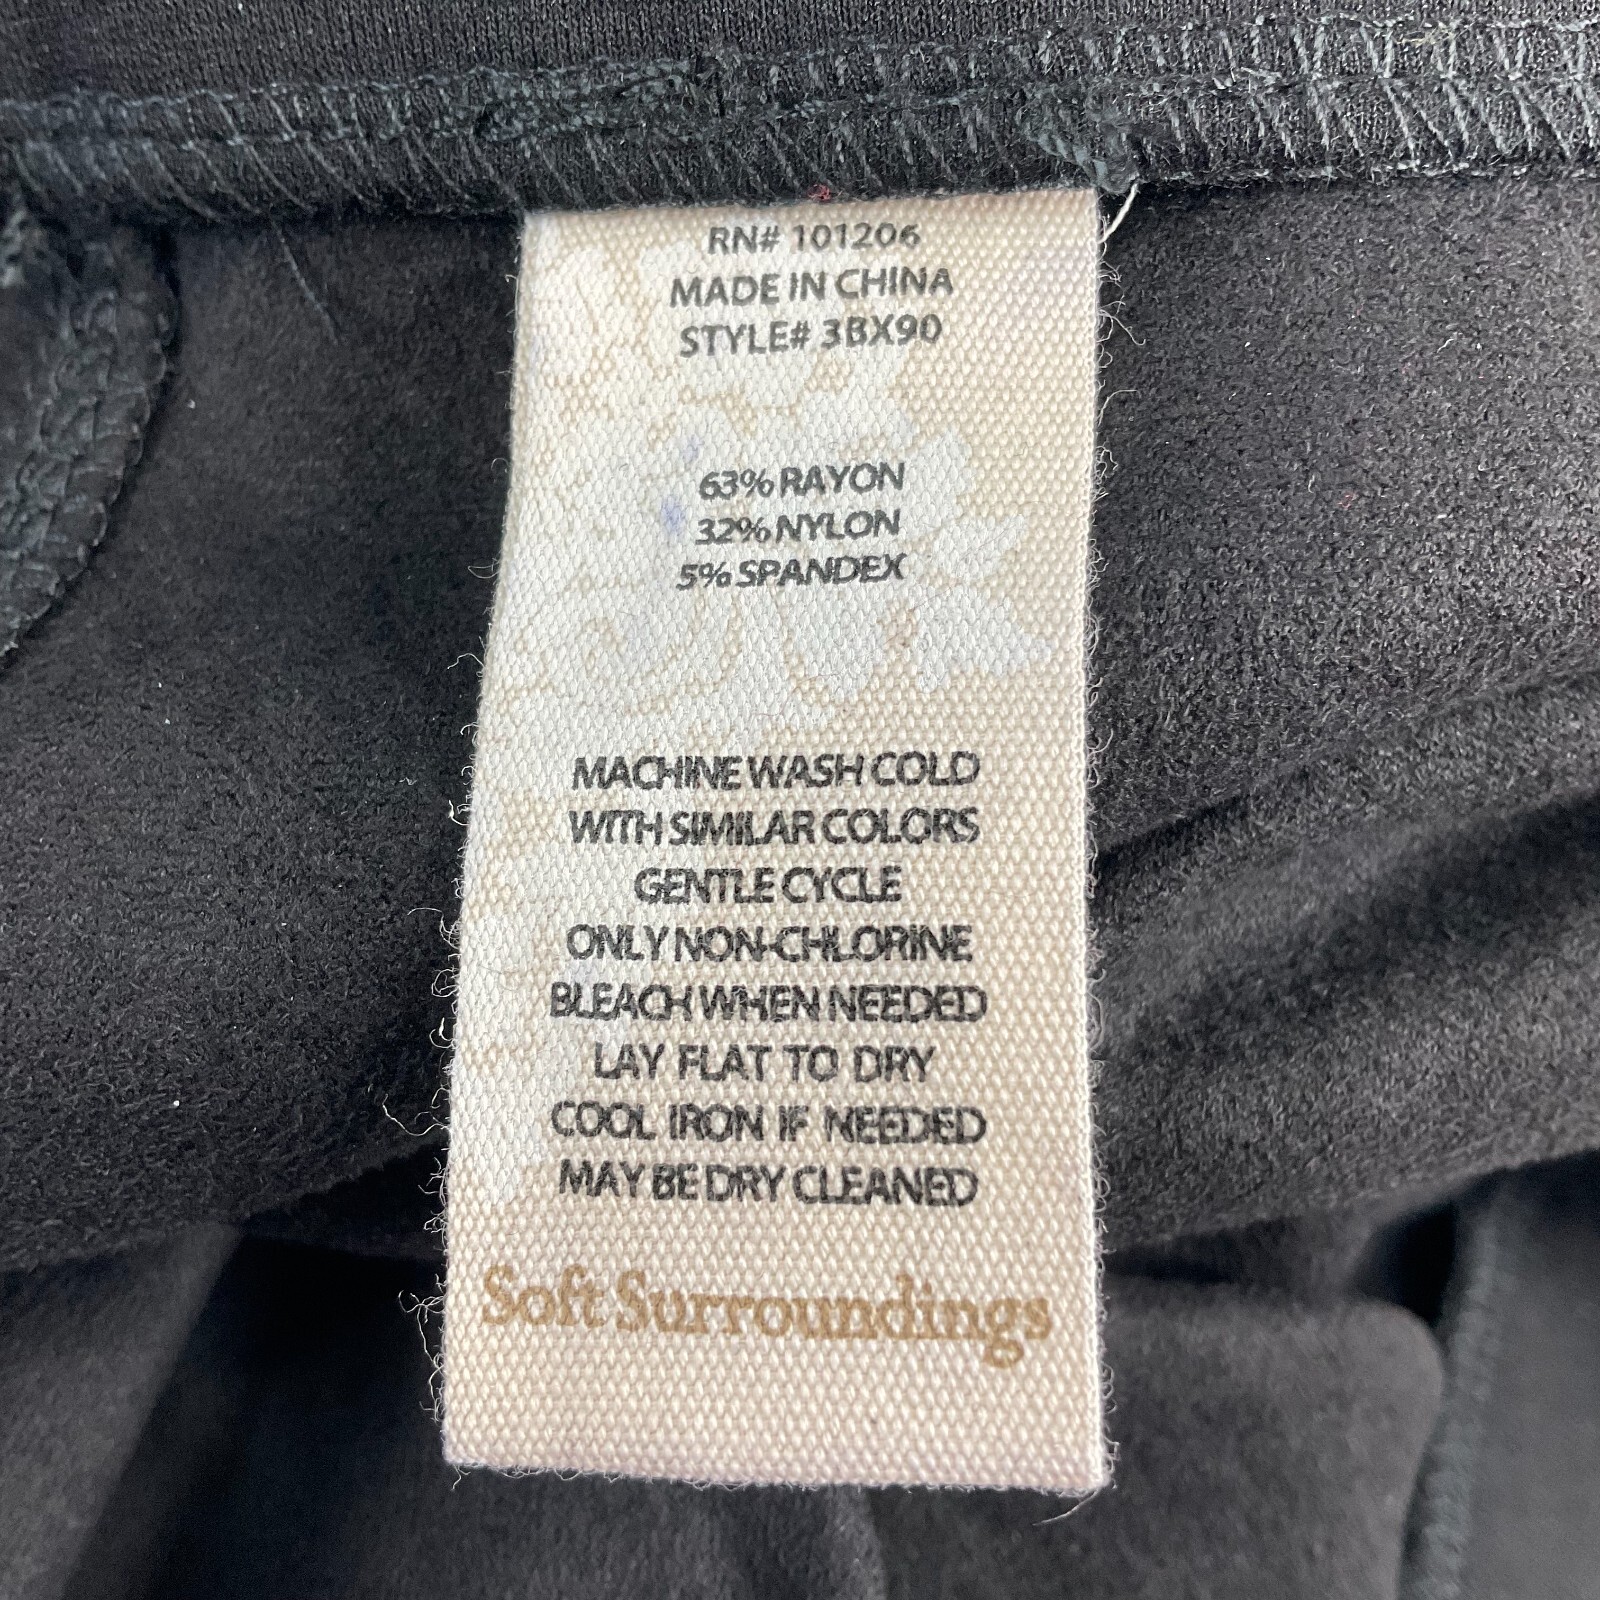 RN# 101206
MADE IN CHINA
STYLE# 3BX90
63% RAYON
32% NYLON
5% SPANDEX
MACHINE WASH COLD
WITH SIMILAR COLORS
GENTLE CYCLE
ONLY NON-CHLORINE
BLEACH WHEN NEEDED
LAY FLAT TO DRY
COOL IRON IF NEEDED
MAY BE DRY CLEANED
Soft Surroundings